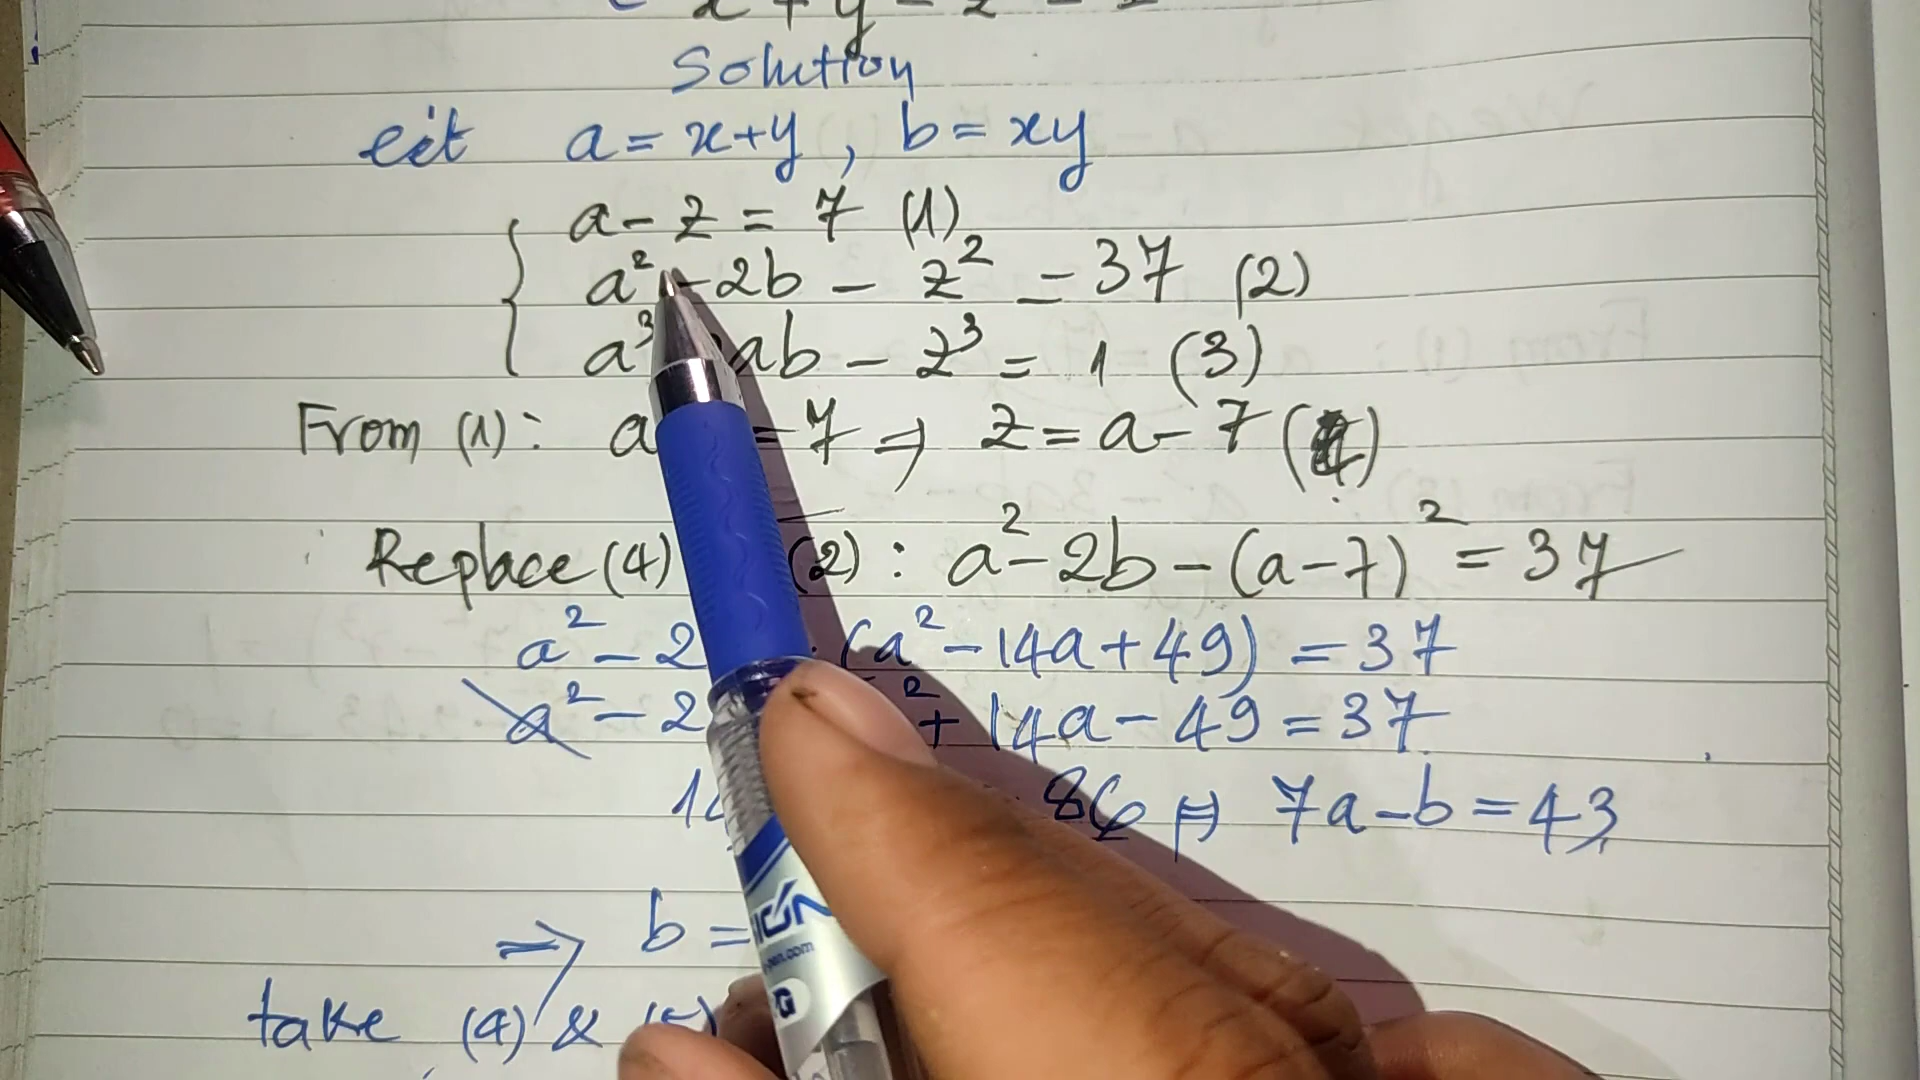 Solution
a = x+y , b = xy
a - z = 7 (1)
a² - 2b - z² = 37 (2)
a³ ab - z³ = 1 (3)
From (1): a = 7 ⇒ z = a - 7 (4)
Replace (4) (2) : a² - 2b - (a - 7)² = 37
a² - 2 (a² - 14a + 49) = 37
a² - 2 ² + 14a - 49 = 37
86 ⇒ 7a - b = 43
⇒ b =
take (4) &